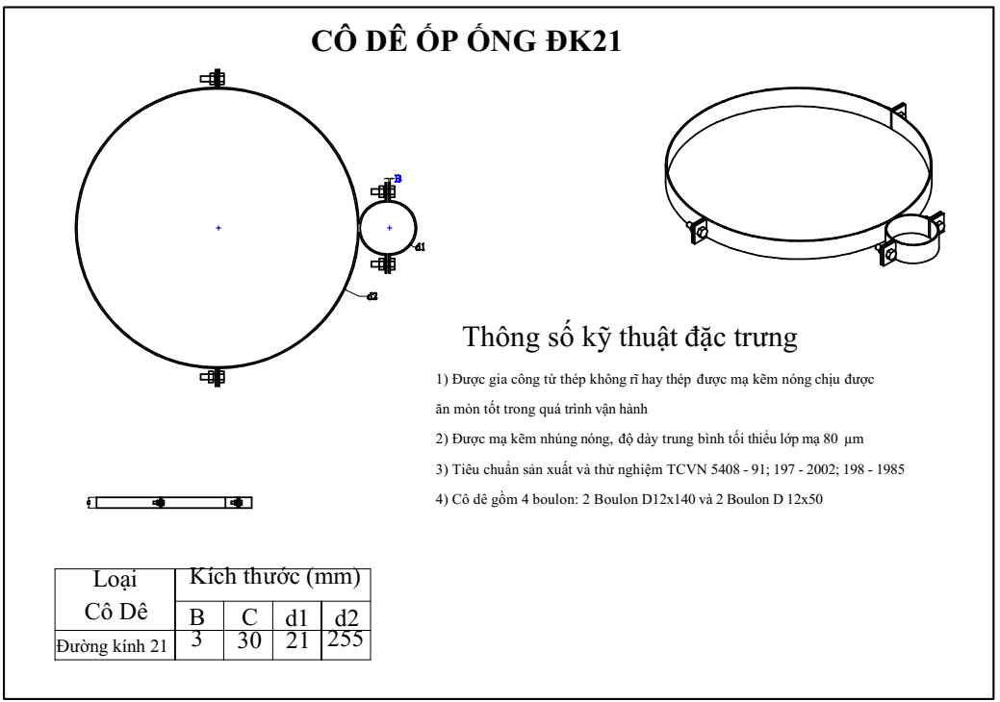 CÔ DÊ ỐP ỐNG ĐK21
d1
d2
Thông số kỹ thuật đặc trưng
1) Được gia công từ thép không rĩ hay thép được mạ kẽm nóng chịu được
ăn mòn tốt trong quá trình vận hành
2) Được mạ kẽm nhúng nóng, độ dày trung bình tối thiểu lớp mạ 80 μm
3) Tiêu chuẩn sản xuất và thử nghiệm TCVN 5408 - 91; 197 - 2002; 198 - 1985
4) Cô dê gồm 4 boulon: 2 Boulon D12x140 và 2 Boulon D 12x50
Loại Kích thước (mm)
Cô Dê B C d1 d2
Đường kính 21 3 30 21 255